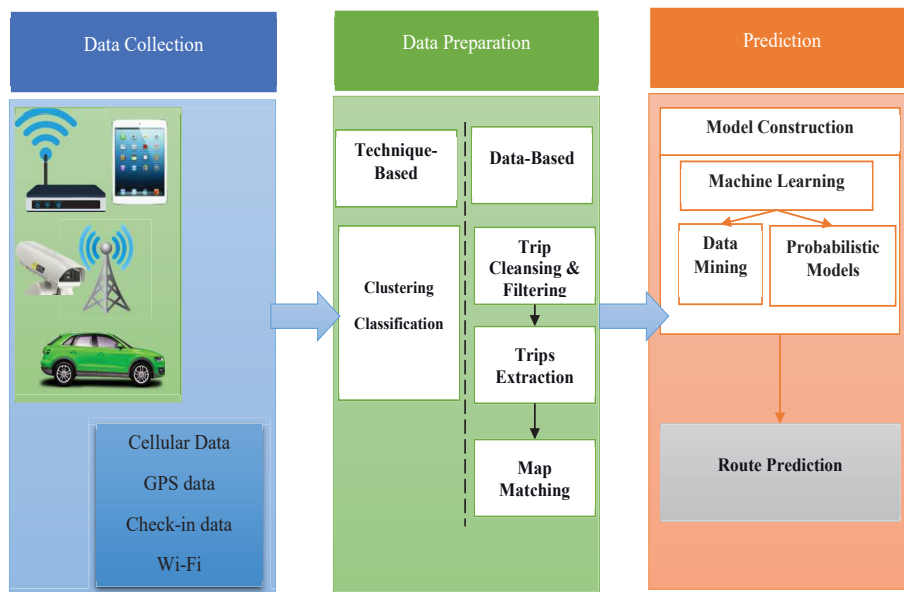 Data Collection
Cellular Data
GPS data
Check-in data
Wi-Fi
Data Preparation
Technique-
Based
Clustering
Classification
Data-Based
Trip
Cleansing &
Filtering
Trips
Extraction
Map
Matching
Prediction
Model Construction
Machine Learning
Data
Mining
Probabilistic
Models
Route Prediction